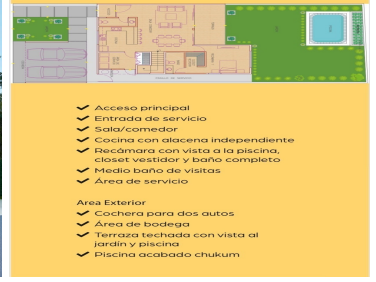 Acceso principal
Entrada de servicio
Sala/comedor
Cocina con alacena independiente
Recámara con vista a la piscina,
closet vestidor y baño completo
Medio baño de visitas
Área de servicio
Area Exterior
Cochera para dos autos
Área de bodega
Terraza techada con vista al
jardín y piscina
Piscina acabado chukum